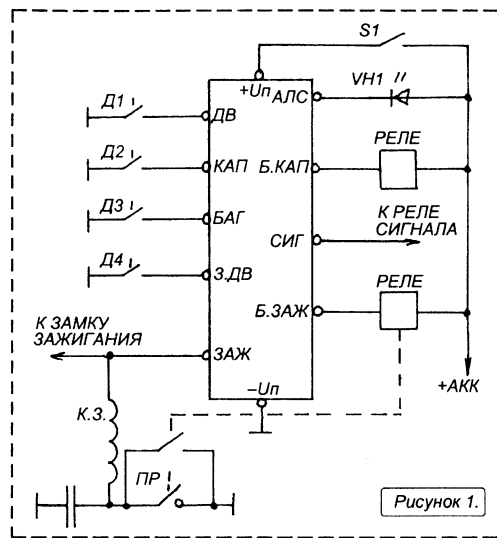 S1
+Uп
АЛС
VH1
Д1
ДВ
Д2
КАП
Б.КАП
РЕЛЕ
Д3
БАГ
СИГ
К РЕЛЕ
СИГНАЛА
Д4
З.ДВ
РЕЛЕ
Б.ЗАЖ
К ЗАМКУ
ЗАЖИГАНИЯ
ЗАЖ
+АКК
–Uп
К.З.
ПР
Рисунок 1.